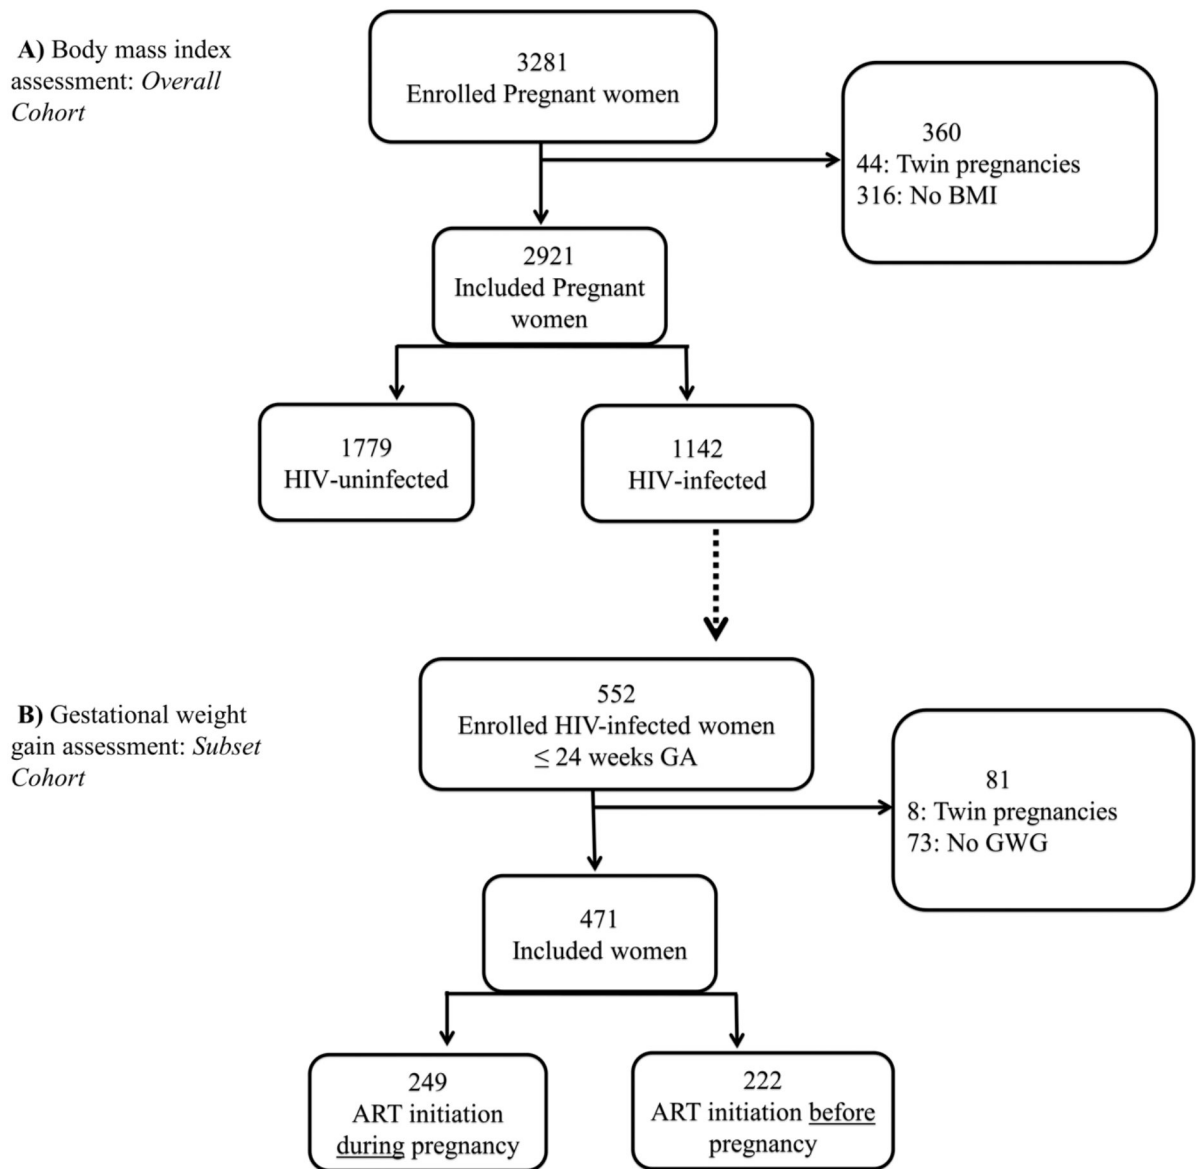 A) Body mass index
assessment: Overall
Cohort
3281
Enrolled Pregnant women
360
44: Twin pregnancies
316: No BMI
2921
Included Pregnant
women
1779
HIV-uninfected
1142
HIV-infected
B) Gestational weight
gain assessment: Subset
Cohort
552
Enrolled HIV-infected women
≤ 24 weeks GA
81
8: Twin pregnancies
73: No GWG
471
Included women
249
ART initiation
during pregnancy
222
ART initiation before
pregnancy